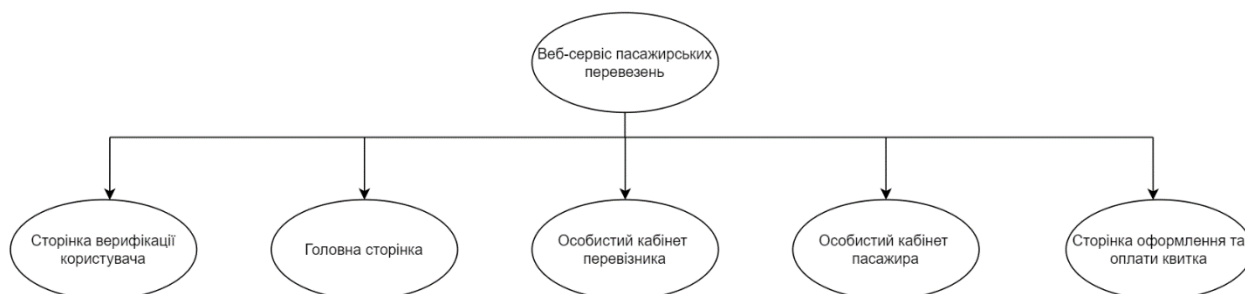 Веб-сервіс пасажирських
перевезень
Сторінка верифікації
користувача
Головна сторінка
Особистий кабінет
перевізника
Особистий кабінет
пасажира
Сторінка оформлення та
оплати квитка